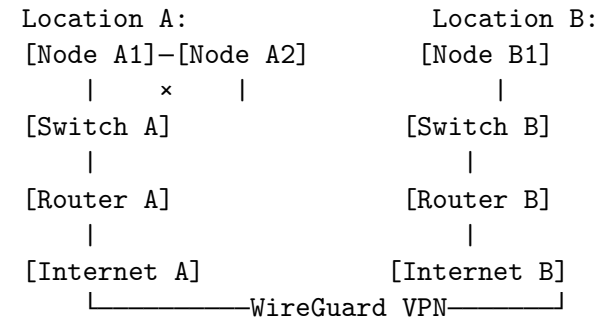 Location A:                    Location B:
[Node A1]—[Node A2]        [Node B1]
    |    ×    |                |
[Switch A]                [Switch B]
    |                         |
[Router A]                [Router B]
    |                         |
[Internet A]             [Internet B]
    └──────────WireGuard VPN───────┘